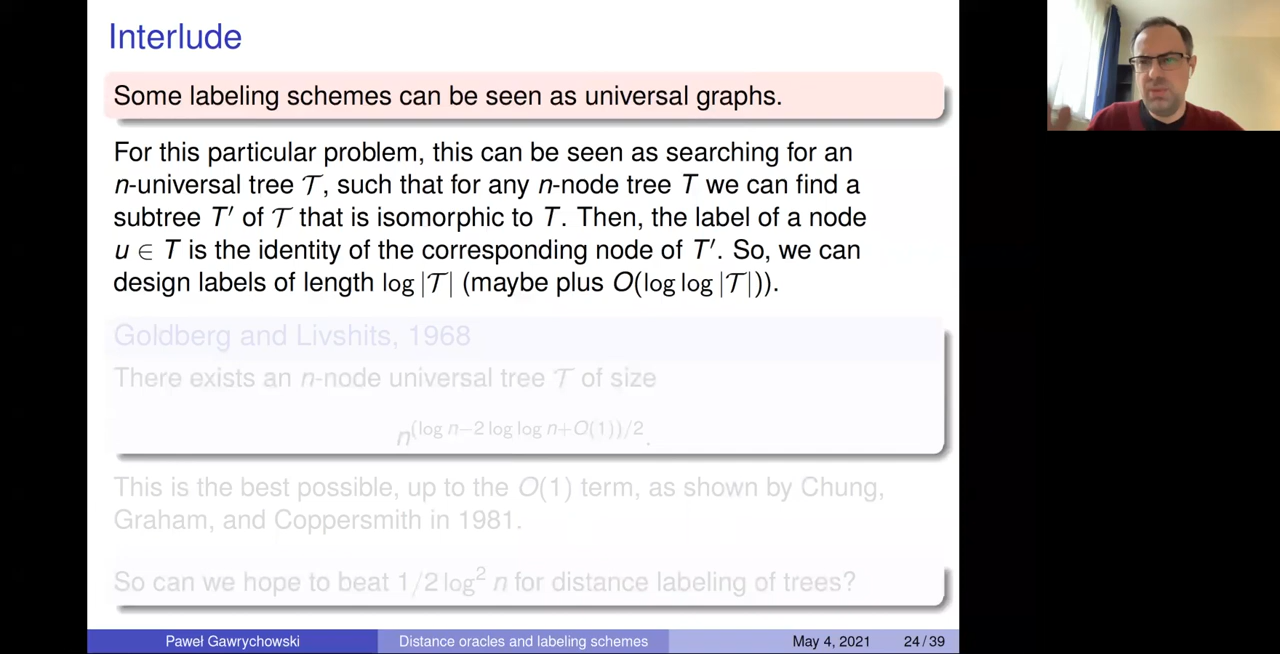 Interlude
Some labeling schemes can be seen as universal graphs.
For this particular problem, this can be seen as searching for an
n-universal tree 𝒯, such that for any n-node tree T we can find a
subtree T′ of 𝒯 that is isomorphic to T. Then, the label of a node
u ∈ T is the identity of the corresponding node of T′. So, we can
design labels of length log |𝒯| (maybe plus O(log log |𝒯|)).
Goldberg and Livshits, 1968
There exists an n-node universal tree 𝒯 of size
n^{(log n−2 log log n+O(1))/2}.
This is the best possible, up to the O(1) term, as shown by Chung,
Graham, and Coppersmith in 1981.
So can we hope to beat 1/2 log² n for distance labeling of trees?
Paweł Gawrychowski Distance oracles and labeling schemes May 4, 2021 24/39